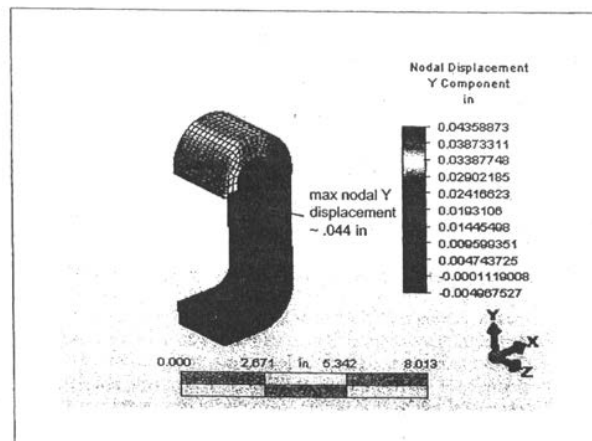 Nodal Displacement
Y Component
in
0.04358873
0.03873311
0.03387748
0.02902185
0.02416623
0.0193106
0.01445498
0.009599351
0.004743725
-0.0001119008
-0.004967527
max nodal Y
displacement
~ .044 in
Y
X
Z
0.000 2.671 in. 5.342 8.013